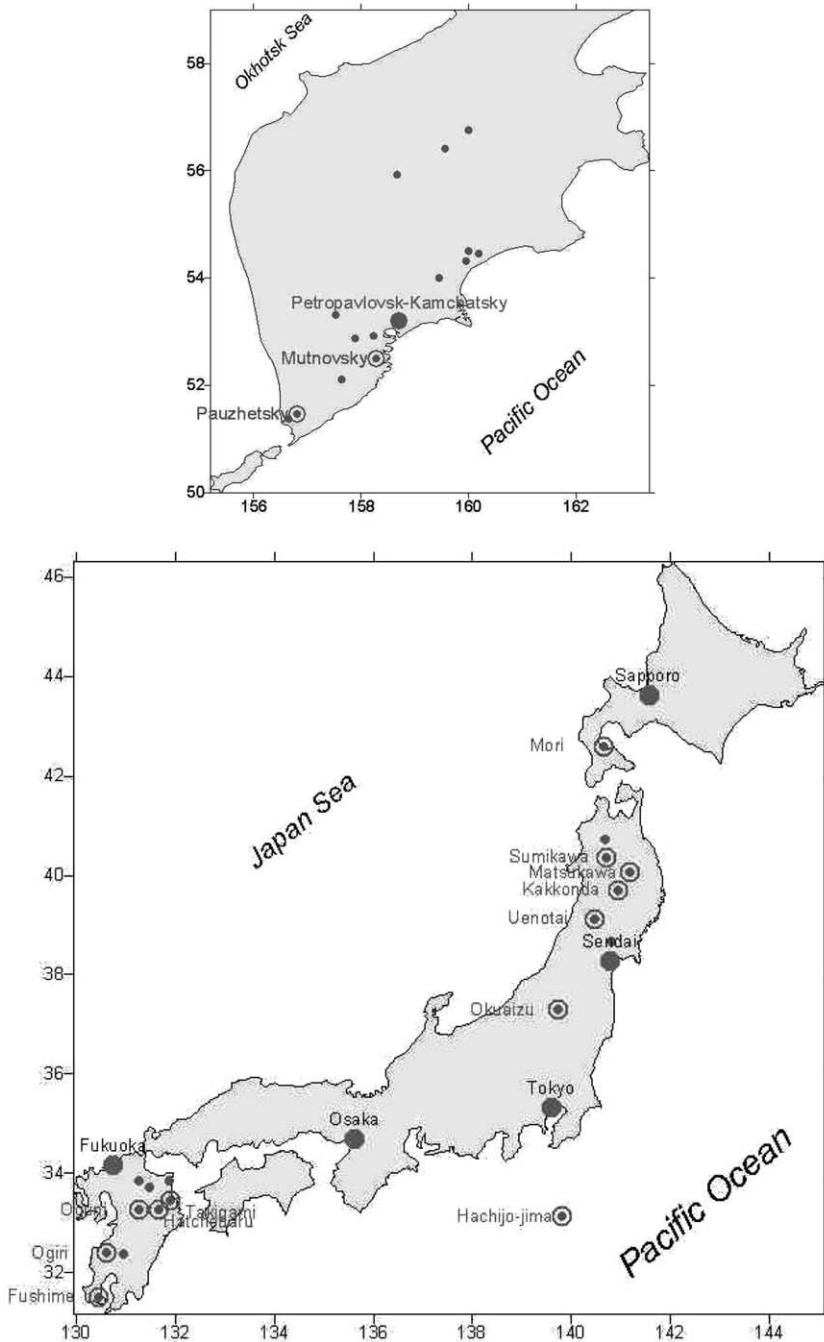 Okhotsk Sea
58
56
54
Petropavlovsk-Kamchatsky
Mutnovsky
52
Pauzhetsky
Pacific Ocean
50
156
158
160
162
46
Sapporo
44
Mori
42
Japan Sea
Sumikawa
40
Matsukawa
Kakkonda
Uenotai
Sendai
38
Okuaizu
36
Tokyo
Osaka
34
Fukuoka
Takigami
Hatchobaru
Hachijo-jima
Pacific Ocean
Ogiri
32
Fushime
130
132
134
136
138
140
142
144